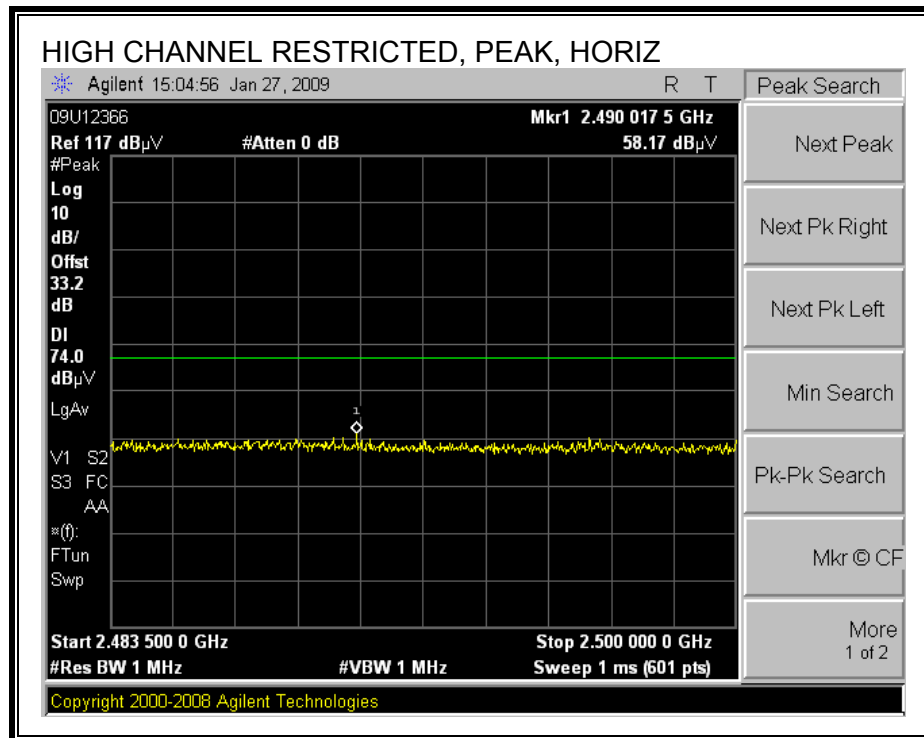 HIGH CHANNEL RESTRICTED, PEAK, HORIZ
Agilent 15:04:56 Jan 27, 2009 R T
Peak Search
09U12366
Mkr1 2.490 017 5 GHz
Ref 117 dBµV #Atten 0 dB 58.17 dBµV
#Peak
Log
10
dB/
Offst
33.2
dB
DI
74.0
dBµV
LgAv
1
V1 S2
S3 FC
AA
¤(f):
FTun
Swp
Start 2.483 500 0 GHz Stop 2.500 000 0 GHz
#Res BW 1 MHz #VBW 1 MHz Sweep 1 ms (601 pts)
Copyright 2000-2008 Agilent Technologies
Next Peak
Next Pk Right
Next Pk Left
Min Search
Pk-Pk Search
Mkr © CF
More
1 of 2